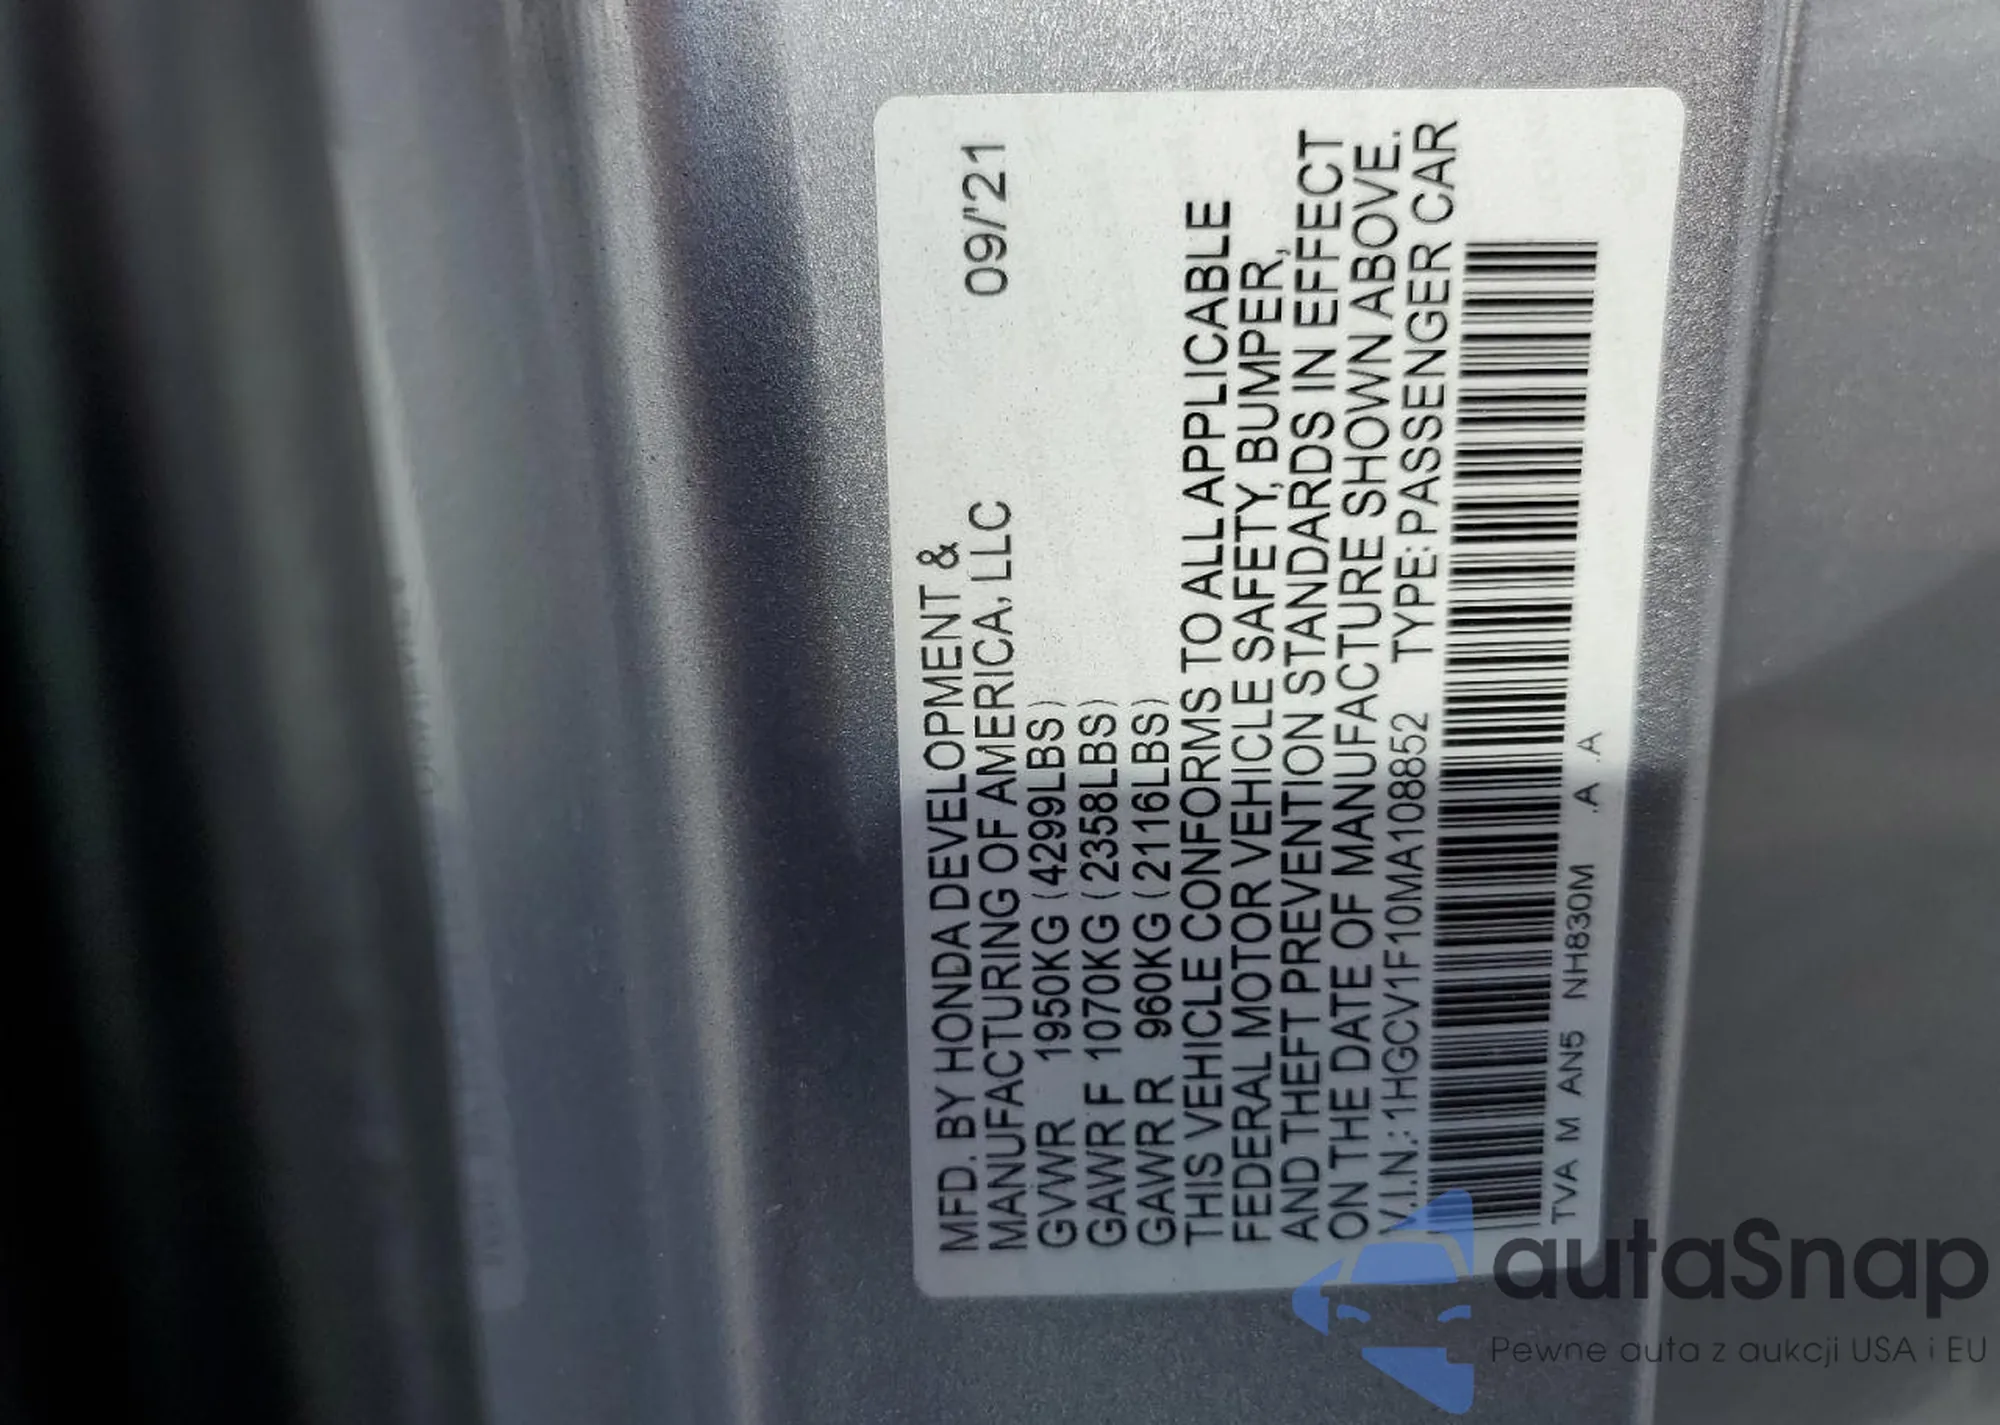 MFD. BY HONDA DEVELOPMENT &
MANUFACTURING OF AMERICA, LLC 09/'21
GVWR 1950KG (4299LBS)
GAWR F 1070KG (2358LBS)
GAWR R 960KG (2116LBS)
THIS VEHICLE CONFORMS TO ALL APPLICABLE
FEDERAL MOTOR VEHICLE SAFETY, BUMPER,
AND THEFT PREVENTION STANDARDS IN EFFECT
ON THE DATE OF MANUFACTURE SHOWN ABOVE.
V.I.N.: 1HGCV1F10MA108852 TYPE: PASSENGER CAR
TVA M AN5 NH830M .A .A
autaSnap
Pewne auta z aukcji USA i EU